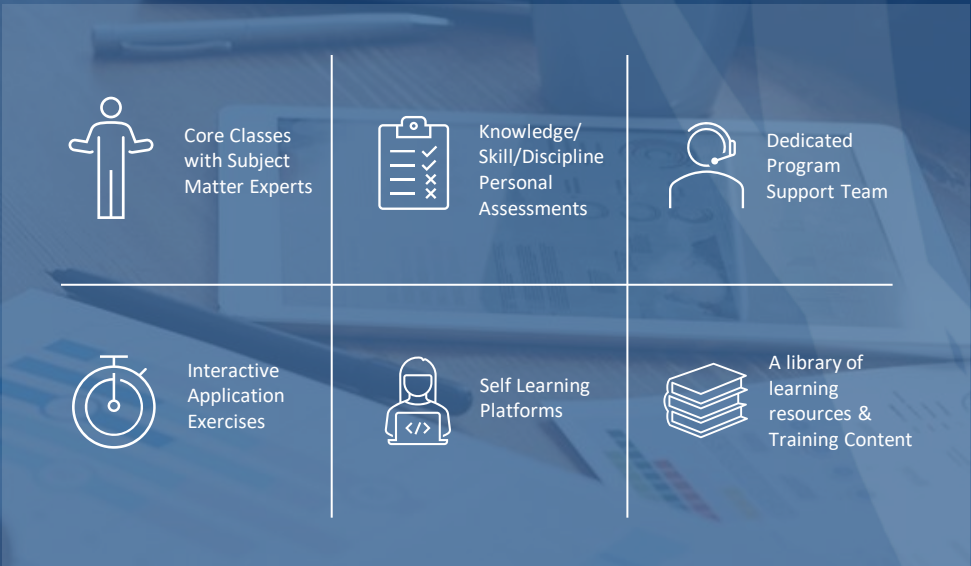 Core Classes
with Subject
Matter Experts
Knowledge/
Skill/Discipline
Personal
Assessments
Dedicated
Program
Support Team
Interactive
Application
Exercises
Self Learning
Platforms
</>
A library of
learning
resources &
Training Content